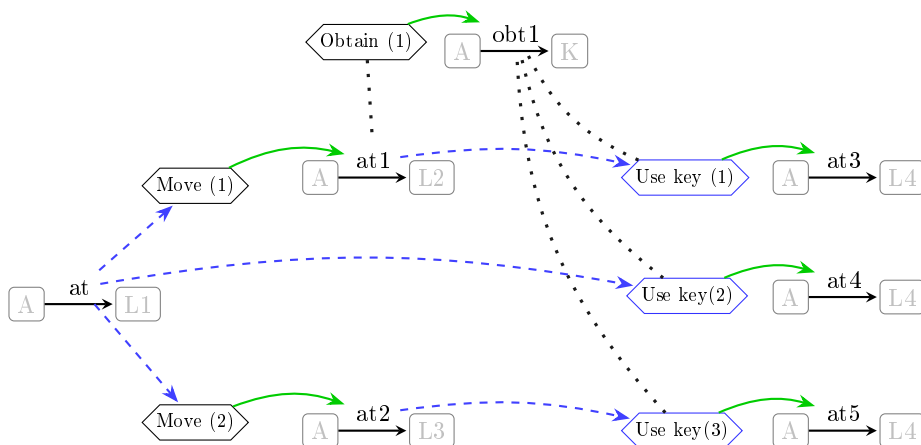 Obtain (1)
A obt1 K
Move (1)
A at1 L2
Use key (1)
A at3 L4
A at L1
Use key(2)
A at4 L4
Move (2)
A at2 L3
Use key(3)
A at5 L4